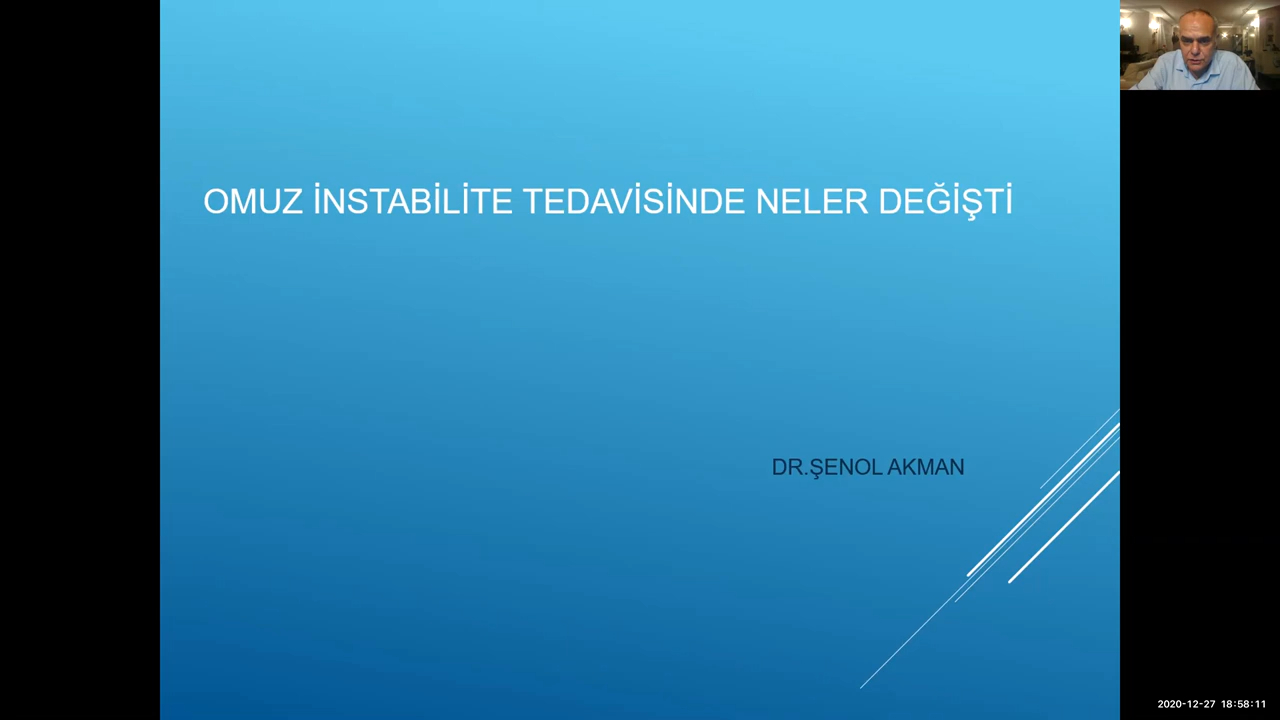 OMUZ İNSTABİLİTE TEDAVİSİNDE NELER DEĞİŞTİ
DR.ŞENOL AKMAN
2020-12-27 18:58:11